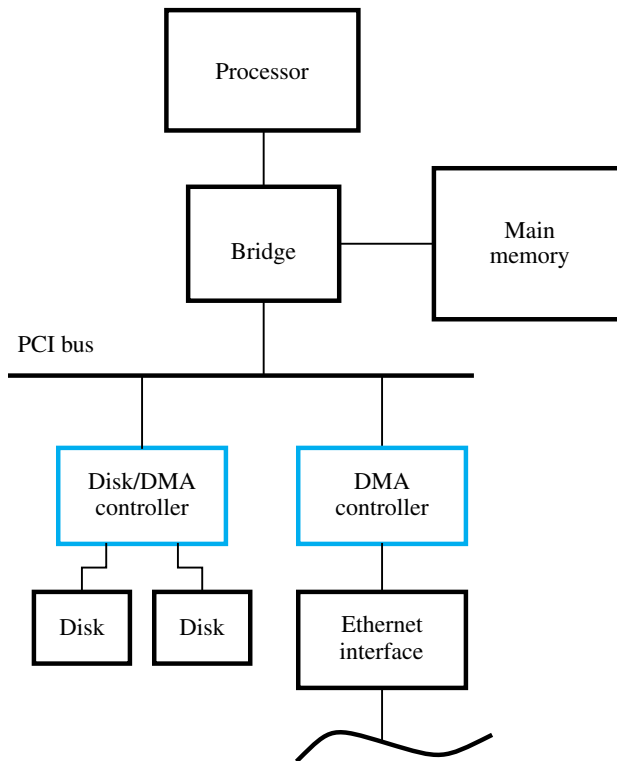 Processor
Bridge
Main
memory
PCI bus
Disk/DMA
controller
DMA
controller
Disk
Disk
Ethernet
interface